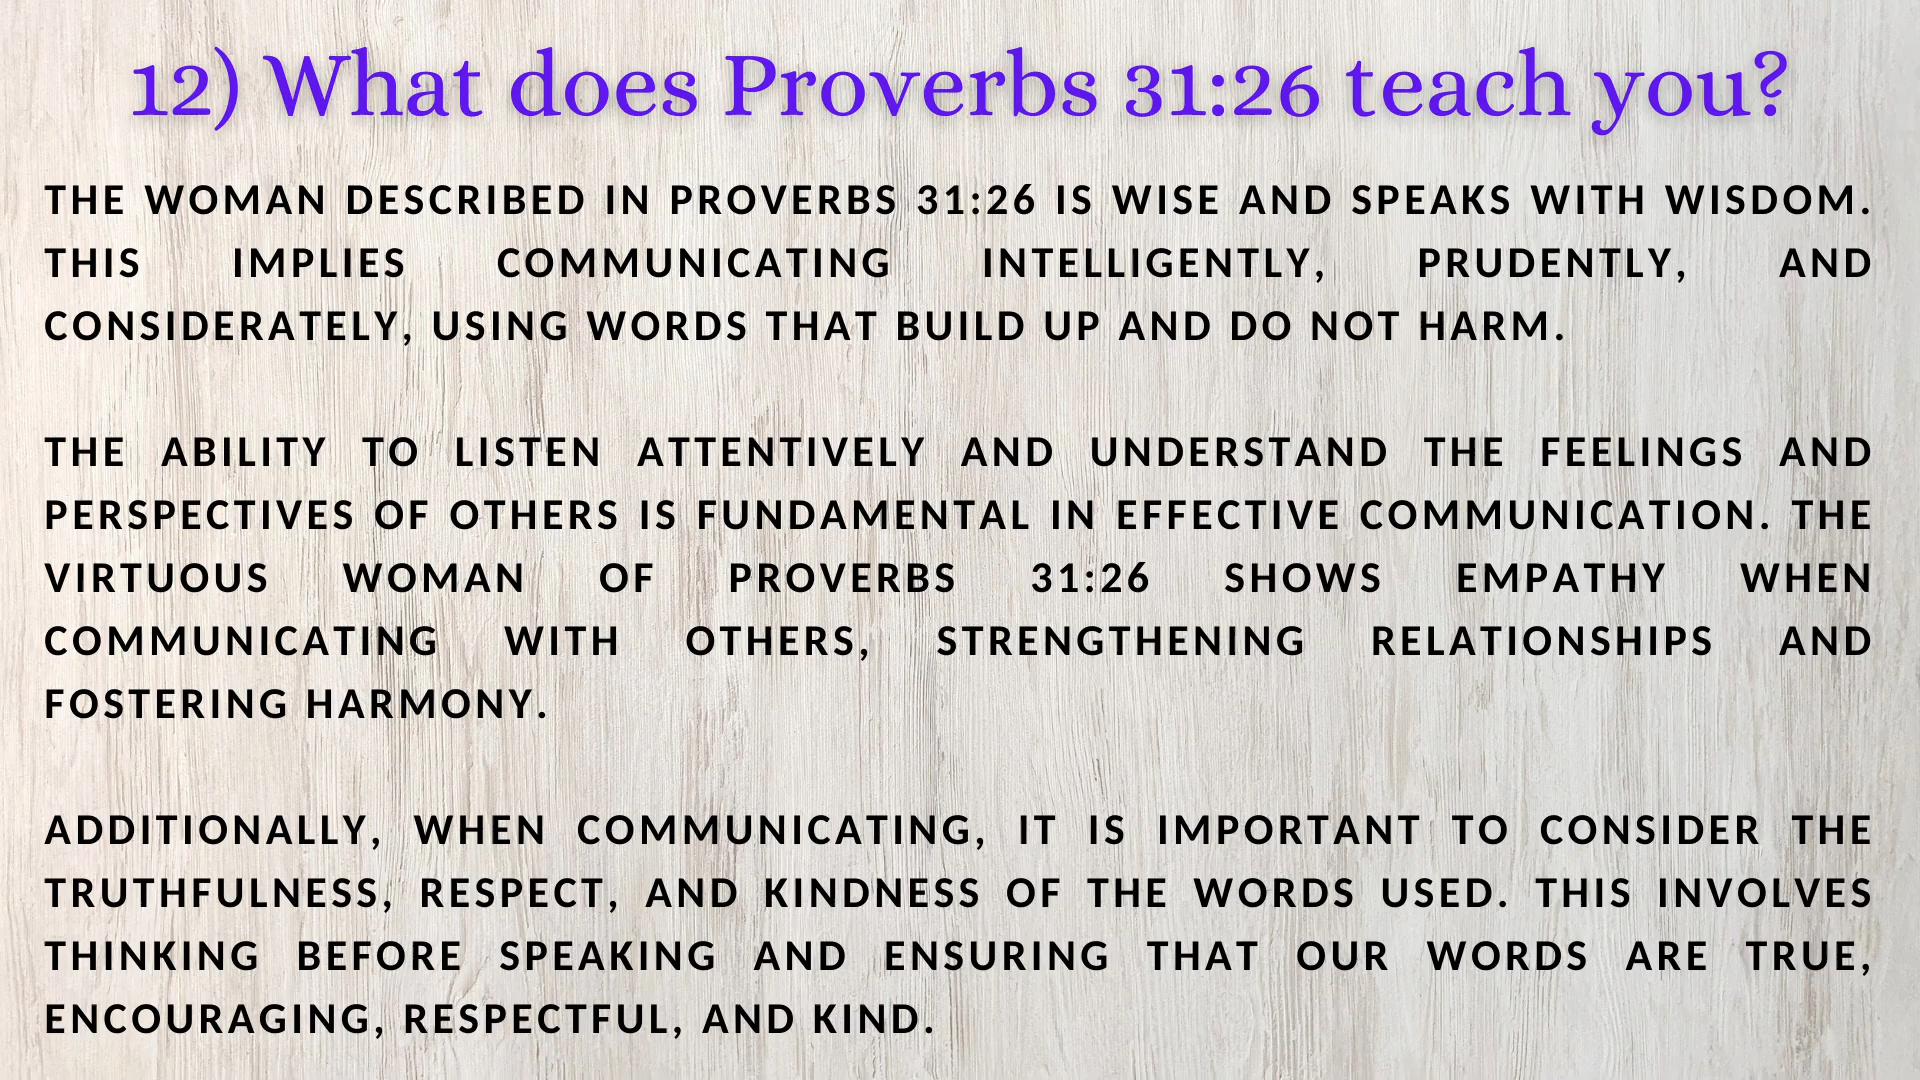 12) What does Proverbs 31:26 teach you?
THE WOMAN DESCRIBED IN PROVERBS 31:26 IS WISE AND SPEAKS WITH WISDOM.
THIS IMPLIES COMMUNICATING INTELLIGENTLY, PRUDENTLY, AND
CONSIDERATELY, USING WORDS THAT BUILD UP AND DO NOT HARM.
THE ABILITY TO LISTEN ATTENTIVELY AND UNDERSTAND THE FEELINGS AND
PERSPECTIVES OF OTHERS IS FUNDAMENTAL IN EFFECTIVE COMMUNICATION. THE
VIRTUOUS WOMAN OF PROVERBS 31:26 SHOWS EMPATHY WHEN
COMMUNICATING WITH OTHERS, STRENGTHENING RELATIONSHIPS AND
FOSTERING HARMONY.
ADDITIONALLY, WHEN COMMUNICATING, IT IS IMPORTANT TO CONSIDER THE
TRUTHFULNESS, RESPECT, AND KINDNESS OF THE WORDS USED. THIS INVOLVES
THINKING BEFORE SPEAKING AND ENSURING THAT OUR WORDS ARE TRUE,
ENCOURAGING, RESPECTFUL, AND KIND.